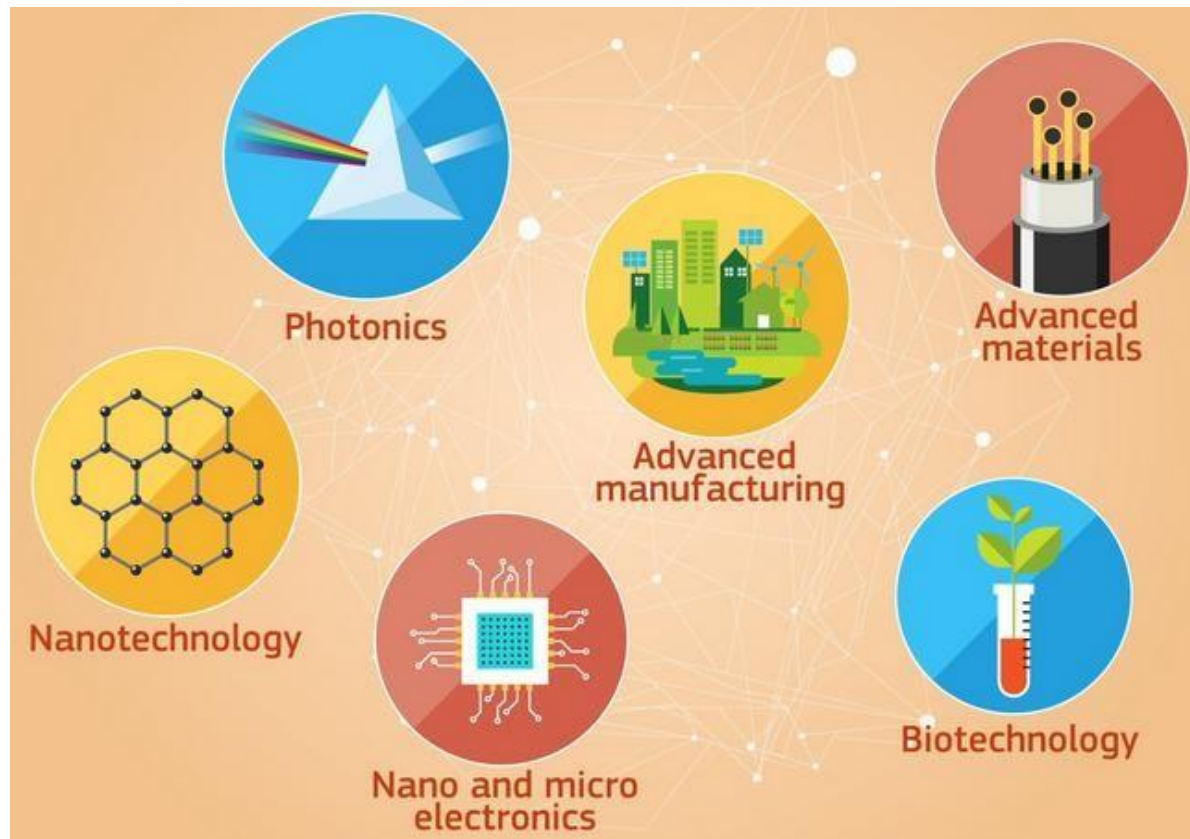 Photonics
Advanced
materials
Advanced
manufacturing
Nanotechnology
Biotechnology
Nano and micro
electronics